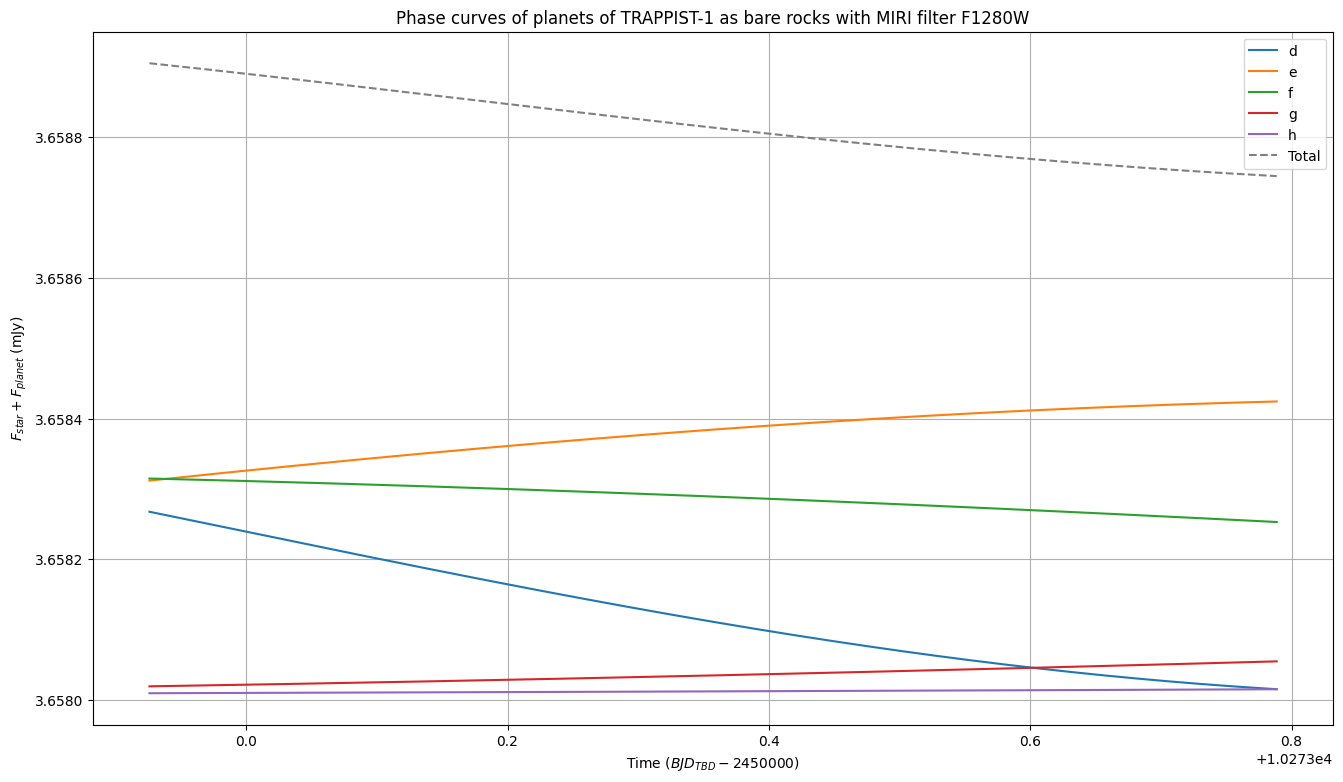 Phase curves of planets of TRAPPIST-1 as bare rocks with MIRI filter F1280W
d
e
f
g
h
Total
3.6588
3.6586
3.6584
3.6582
3.6580
F_{star} + F_{planet} (mJy)
0.0 0.2 0.4 0.6 0.8
+1.0273e4
Time (BJD_{TBD} − 2450000)